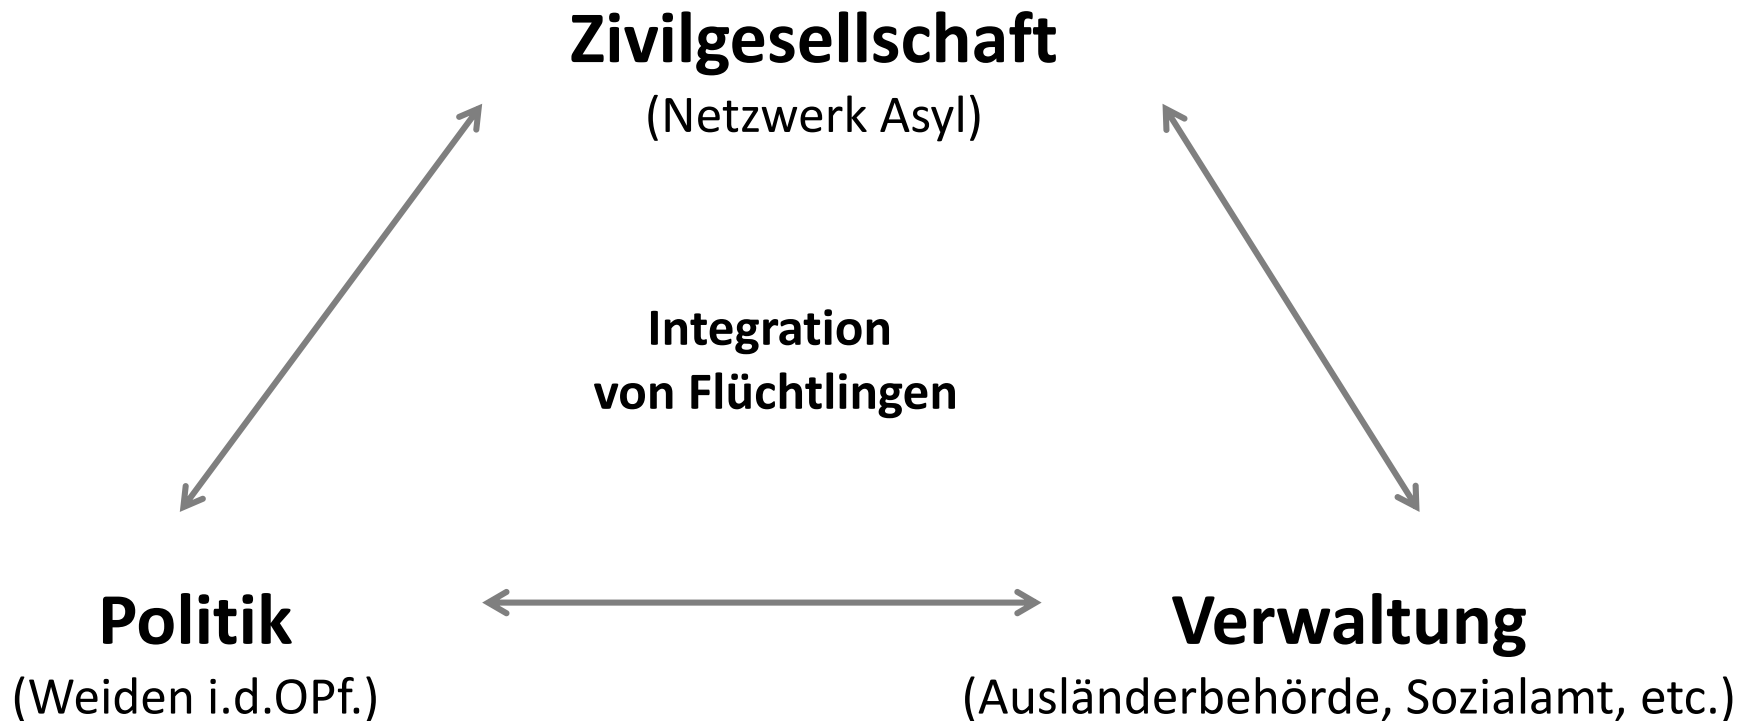 Zivilgesellschaft
(Netzwerk Asyl)
Integration
von Flüchtlingen
Politik
(Weiden i.d.OPf.)
Verwaltung
(Ausländerbehörde, Sozialamt, etc.)